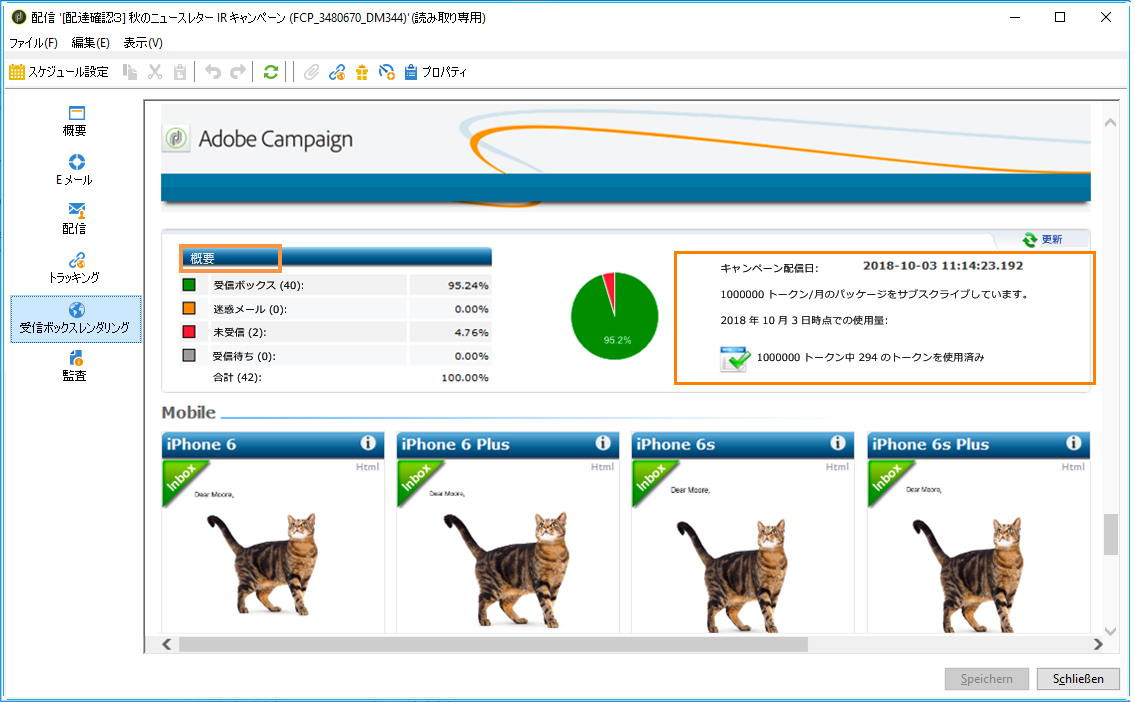 配信 '[配達確認3] 秋のニュースレター IR キャンペーン (FCP_3480670_DM344)' (読み取り専用)
ファイル(F) 編集(E) 表示(V)
スケジュール設定 プロパティ
概要
Eメール
配信
トラッキング
受信ボックスレンダリング
監査
Adobe Campaign
更新
概要
受信ボックス (40): 95.24%
迷惑メール (0): 0.00%
未受信 (2): 4.76%
受信待ち (0): 0.00%
合計 (42): 100.00%
95.2%
キャンペーン配信日: 2018-10-03 11:14:23.192
1000000 トークン/月のパッケージをサブスクライブしています。
2018 年 10 月 3 日時点での使用量:
1000000 トークン中 294 のトークンを使用済み
Mobile
iPhone 6
Html
Inbox
Dear Moore,
iPhone 6 Plus
Html
Inbox
Dear Moore,
iPhone 6s
Html
Inbox
Dear Moore,
iPhone 6s Plus
Html
Inbox
Dear Moore,
Speichern Schließen